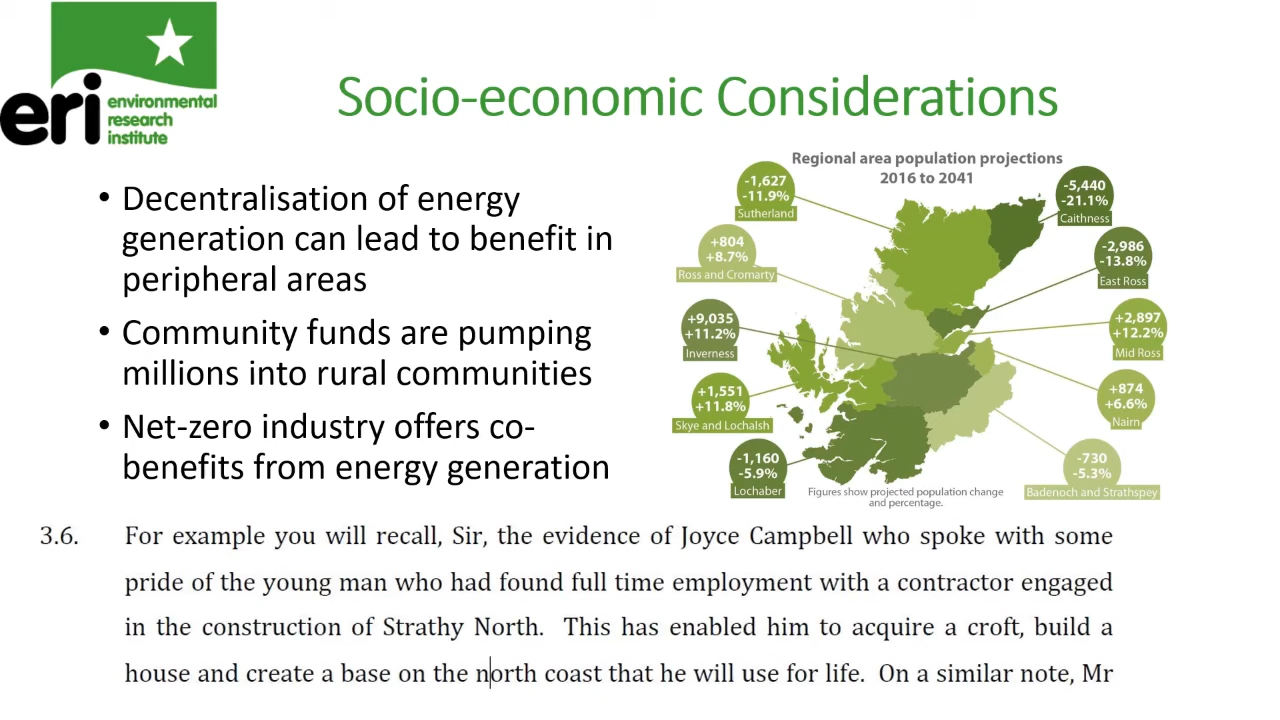 eri environmental
research
institute
Socio-economic Considerations
• Decentralisation of energy
generation can lead to benefit in
peripheral areas
• Community funds are pumping
millions into rural communities
• Net-zero industry offers co-
benefits from energy generation
Regional area population projections
2016 to 2041
-1,627
-11.9%
Sutherland
-5,440
-21.1%
Caithness
+804
+8.7%
Ross and Cromarty
-2,986
-13.8%
East Ross
+9,035
+11.2%
Inverness
+2,897
+12.2%
Mid Ross
+1,551
+11.8%
Skye and Lochalsh
+874
+6.6%
Nairn
-1,160
-5.9%
Lochaber
-730
-5.3%
Badenoch and Strathspey
Figures show projected population change
and percentage.
3.6. For example you will recall, Sir, the evidence of Joyce Campbell who spoke with some
pride of the young man who had found full time employment with a contractor engaged
in the construction of Strathy North. This has enabled him to acquire a croft, build a
house and create a base on the north coast that he will use for life. On a similar note, Mr